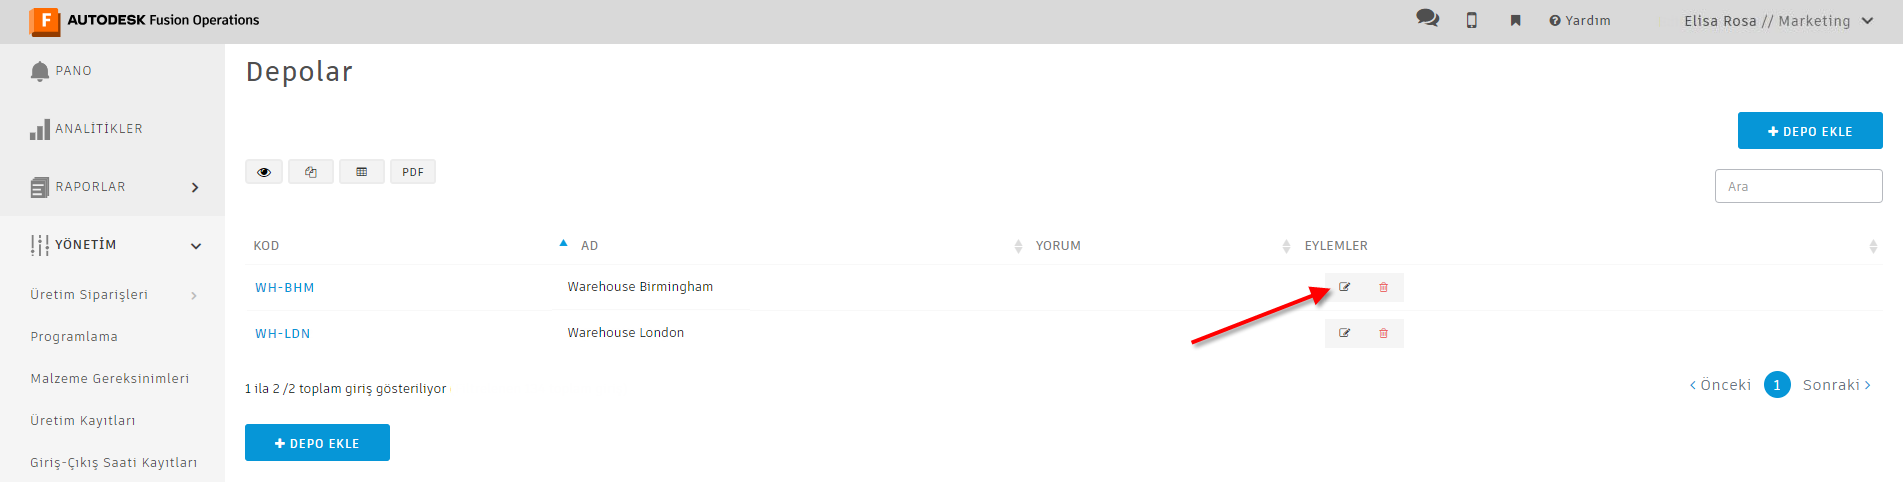 AUTODESK Fusion Operations
Yardım
Elisa Rosa // Marketing
PANO
ANALİTİKLER
RAPORLAR
YÖNETİM
Üretim Siparişleri
Programlama
Malzeme Gereksinimleri
Üretim Kayıtları
Giriş-Çıkış Saati Kayıtları
Depolar
DEPO EKLE
PDF
Ara
KOD AD YORUM EYLEMLER
WH-BHM Warehouse Birmingham
WH-LDN Warehouse London
1 ila 2 /2 toplam giriş gösteriliyor
Önceki 1 Sonraki
DEPO EKLE